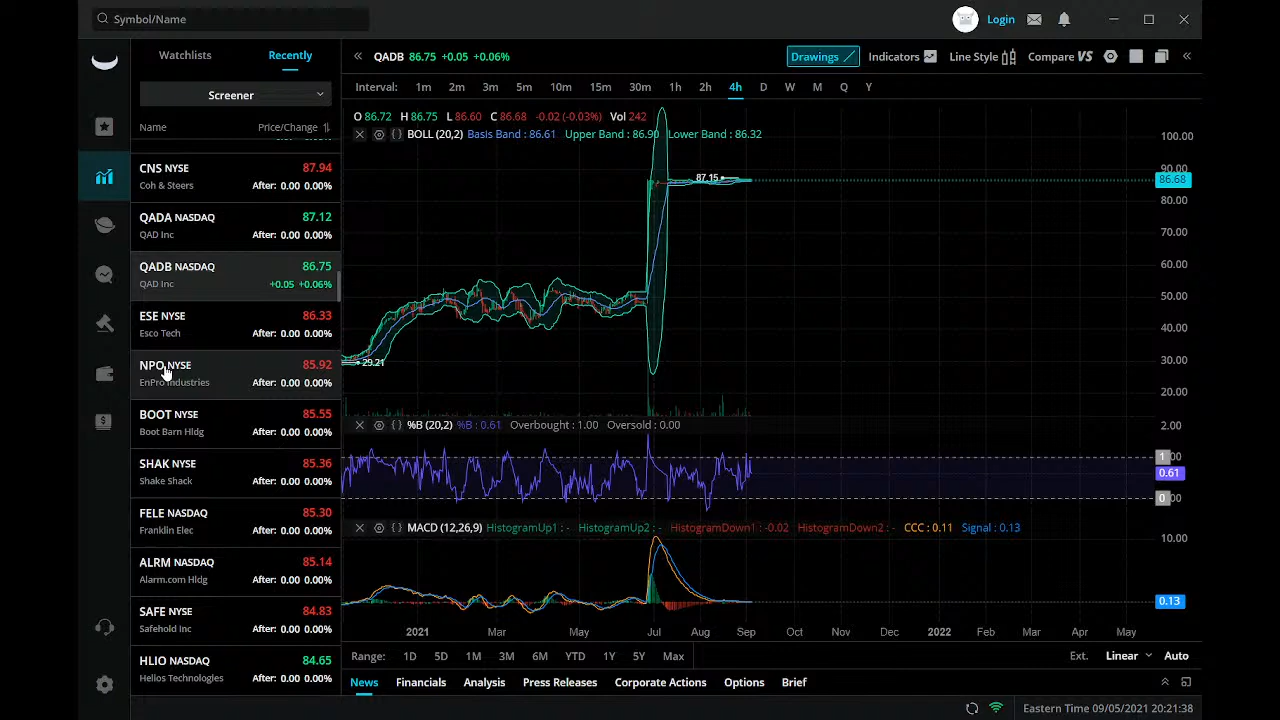 Symbol/Name
Login
Watchlists
Recently
Screener
Name
Price/Change
CNS NYSE 87.94
Coh & Steers After: 0.00 0.00%
QADA NASDAQ 87.12
QAD Inc After: 0.00 0.00%
QADB NASDAQ 86.75
QAD Inc +0.05 +0.06%
ESE NYSE 86.33
Esco Tech After: 0.00 0.00%
NPO NYSE 85.92
EnPro Industries After: 0.00 0.00%
BOOT NYSE 85.55
Boot Barn Hldg After: 0.00 0.00%
SHAK NYSE 85.36
Shake Shack After: 0.00 0.00%
FELE NASDAQ 85.30
Franklin Elec After: 0.00 0.00%
ALRM NASDAQ 85.14
Alarm.com Hldg After: 0.00 0.00%
SAFE NYSE 84.83
Safehold Inc After: 0.00 0.00%
HLIO NASDAQ 84.65
Helios Technologies After: 0.00 0.00%
QADB 86.75 +0.05 +0.06%
Drawings Indicators Line Style Compare VS
Interval: 1m 2m 3m 5m 10m 15m 30m 1h 2h 4h D W M Q Y
O 86.72 H 86.75 L 86.60 C 86.68 -0.02 (-0.03%) Vol 242
BOLL (20,2) Basis Band : 86.61 Upper Band : 86.90 Lower Band : 86.32
100.00
90.00
87.15
86.68
80.00
70.00
60.00
50.00
40.00
29.21
30.00
20.00
%B (20,2) %B : 0.61 Overbought : 1.00 Oversold : 0.00
2.00
0.61
MACD (12,26,9) HistogramUp1 : - HistogramUp2 : - HistogramDown1 : -0.02 HistogramDown2 : - CCC : 0.11 Signal : 0.13
10.00
0.13
2021 Mar May Jul Aug Sep Oct Nov Dec 2022 Feb Mar Apr May
Range: 1D 5D 1M 3M 6M YTD 1Y 5Y Max
Ext. Linear Auto
News Financials Analysis Press Releases Corporate Actions Options Brief
Eastern Time 09/05/2021 20:21:38